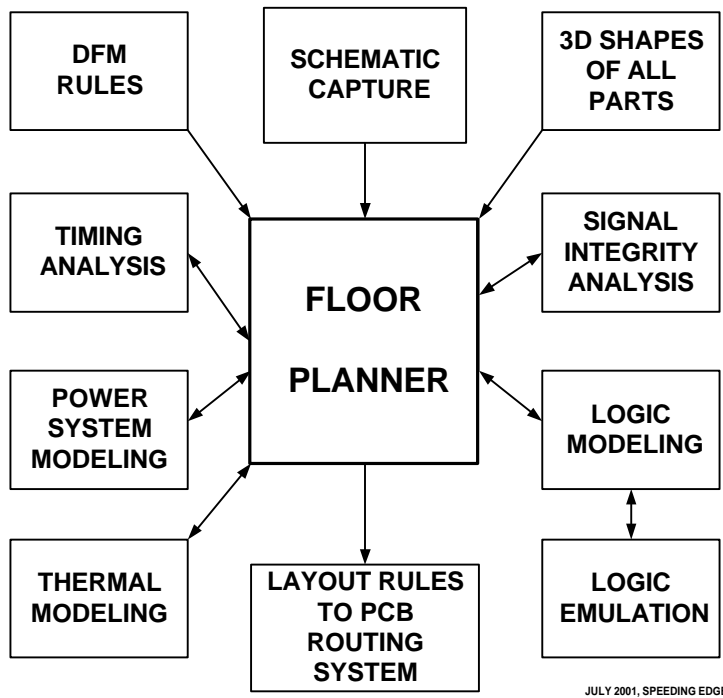 DFM
RULES
SCHEMATIC
CAPTURE
3D SHAPES
OF ALL
PARTS
TIMING
ANALYSIS
FLOOR
PLANNER
SIGNAL
INTEGRITY
ANALYSIS
POWER
SYSTEM
MODELING
LOGIC
MODELING
THERMAL
MODELING
LAYOUT RULES
TO PCB
ROUTING
SYSTEM
LOGIC
EMULATION
JULY 2001, SPEEDING EDGE